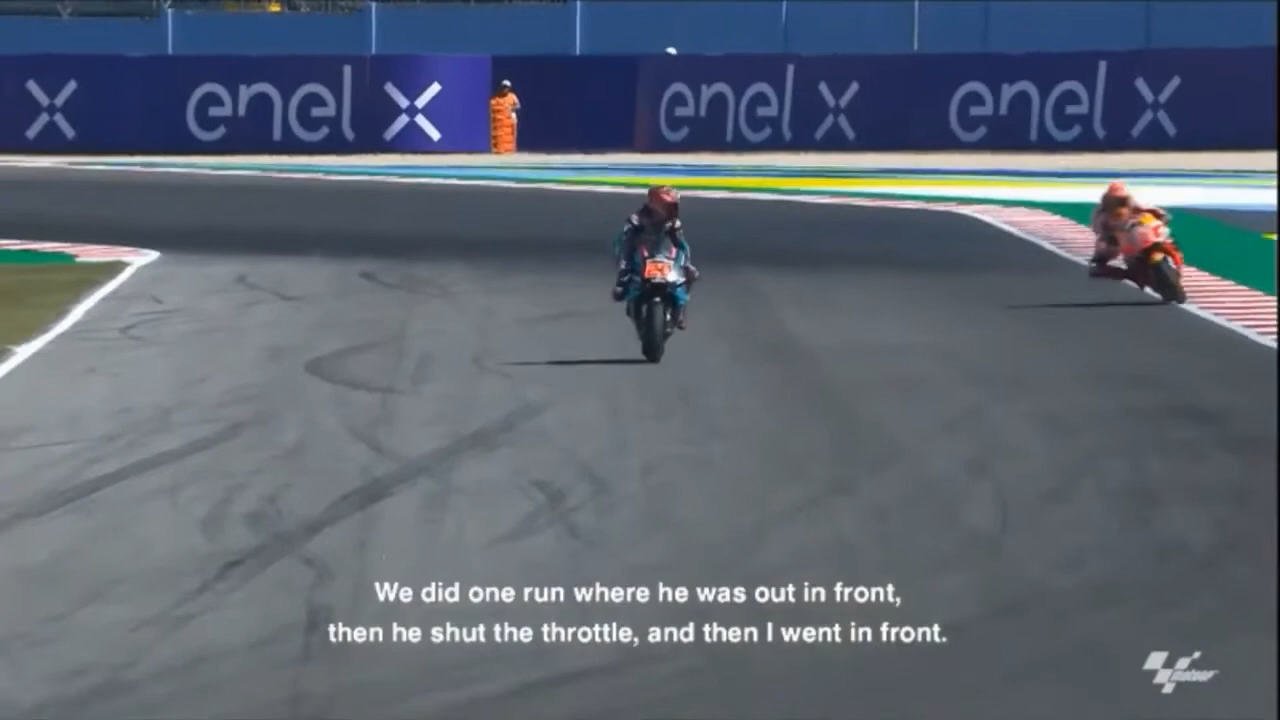 enel X enel X enel X
We did one run where he was out in front,
then he shut the throttle, and then I went in front.